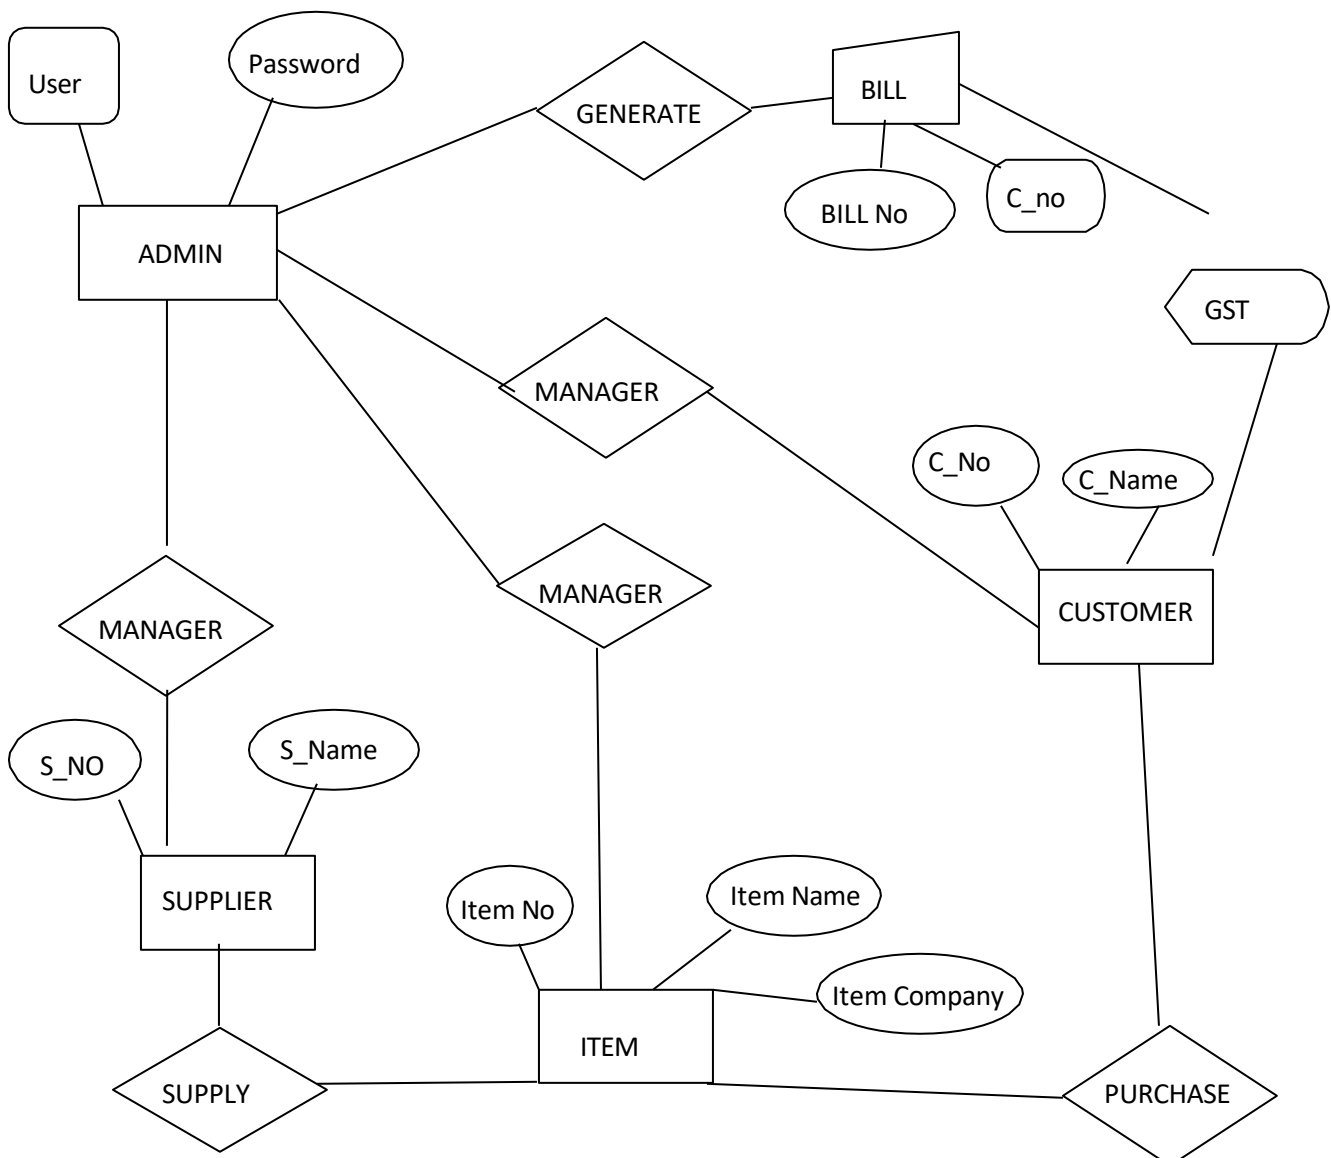 User
Password
GENERATE
BILL
BILL No
C_no
ADMIN
GST
MANAGER
C_No
C_Name
MANAGER
CUSTOMER
MANAGER
S_NO
S_Name
SUPPLIER
Item No
Item Name
Item Company
ITEM
SUPPLY
PURCHASE